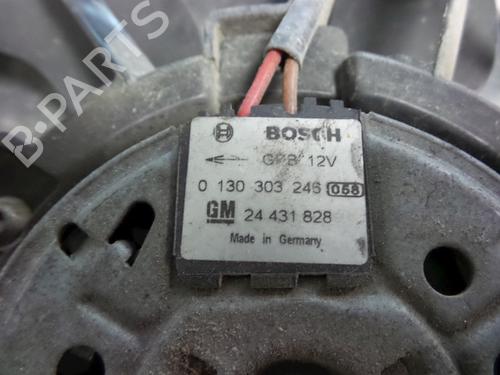 B-PARTS
BOSCH
GPB 12V
0 130 303 246 058
GM 24 431 828
Made in Germany